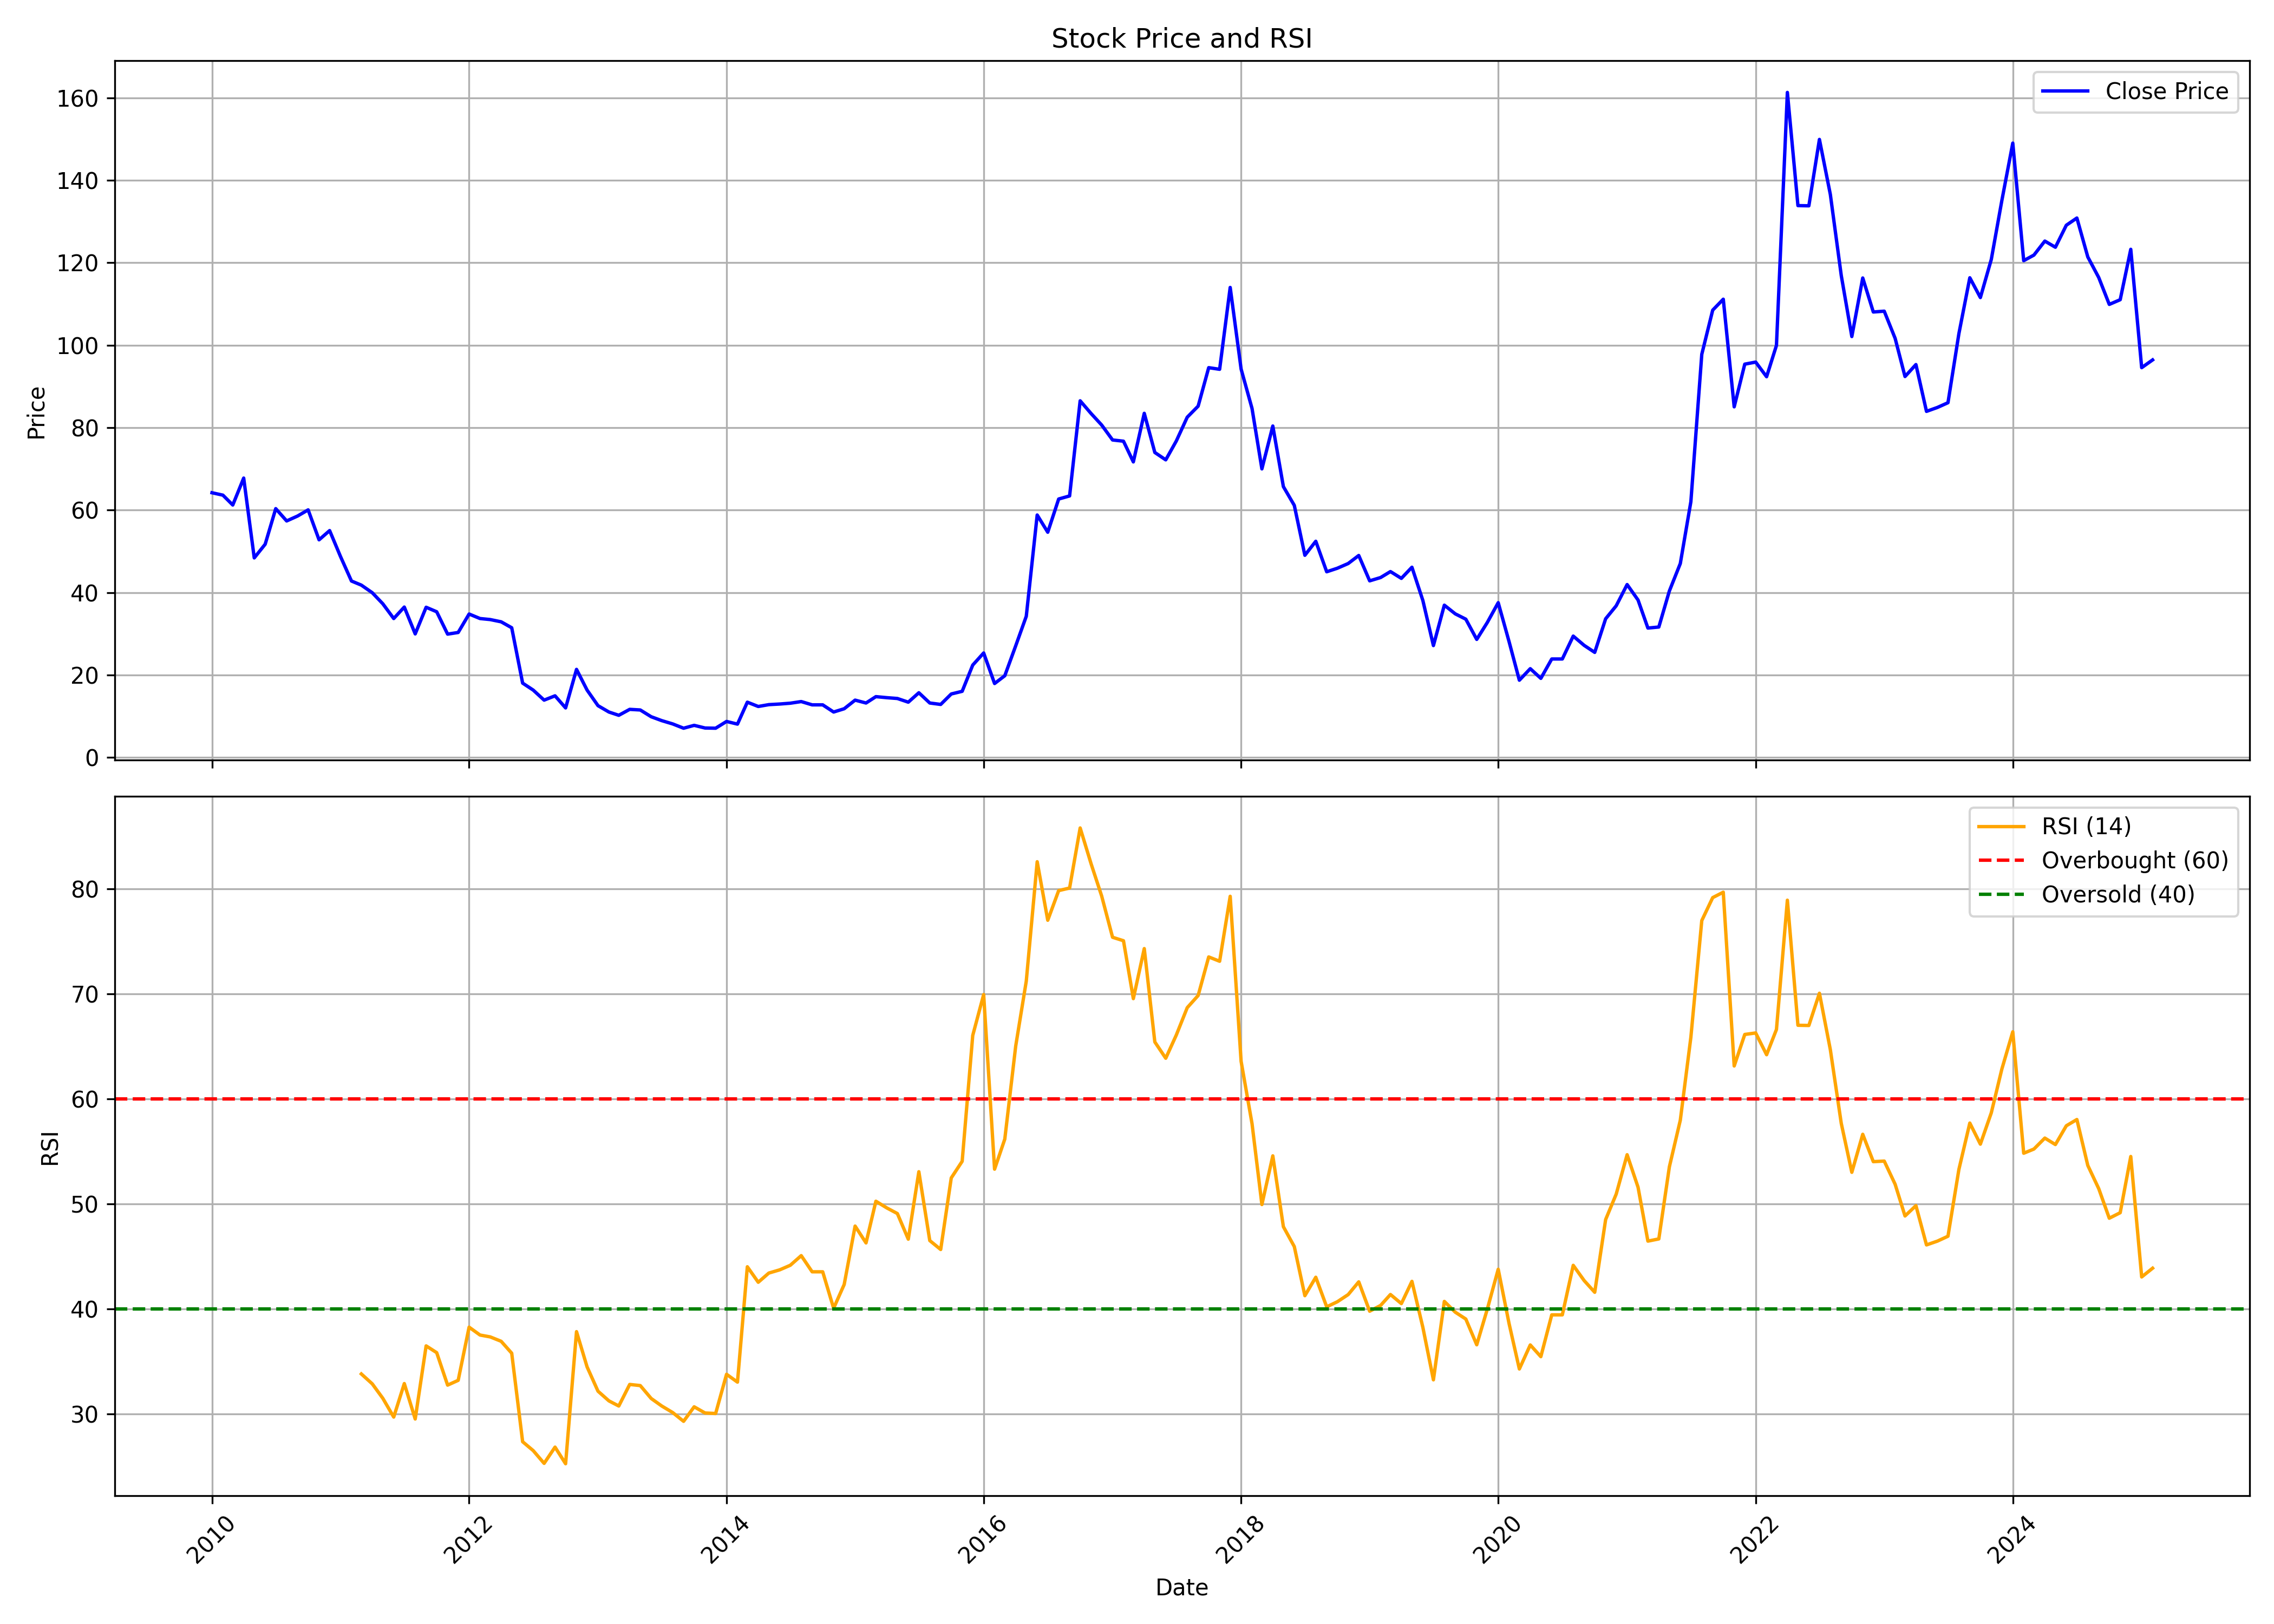 Stock Price and RSI
Close Price
Price
160
140
120
100
80
60
40
20
0
RSI (14)
Overbought (60)
Oversold (40)
RSI
80
70
60
50
40
30
2010
2012
2014
2016
2018
2020
2022
2024
Date